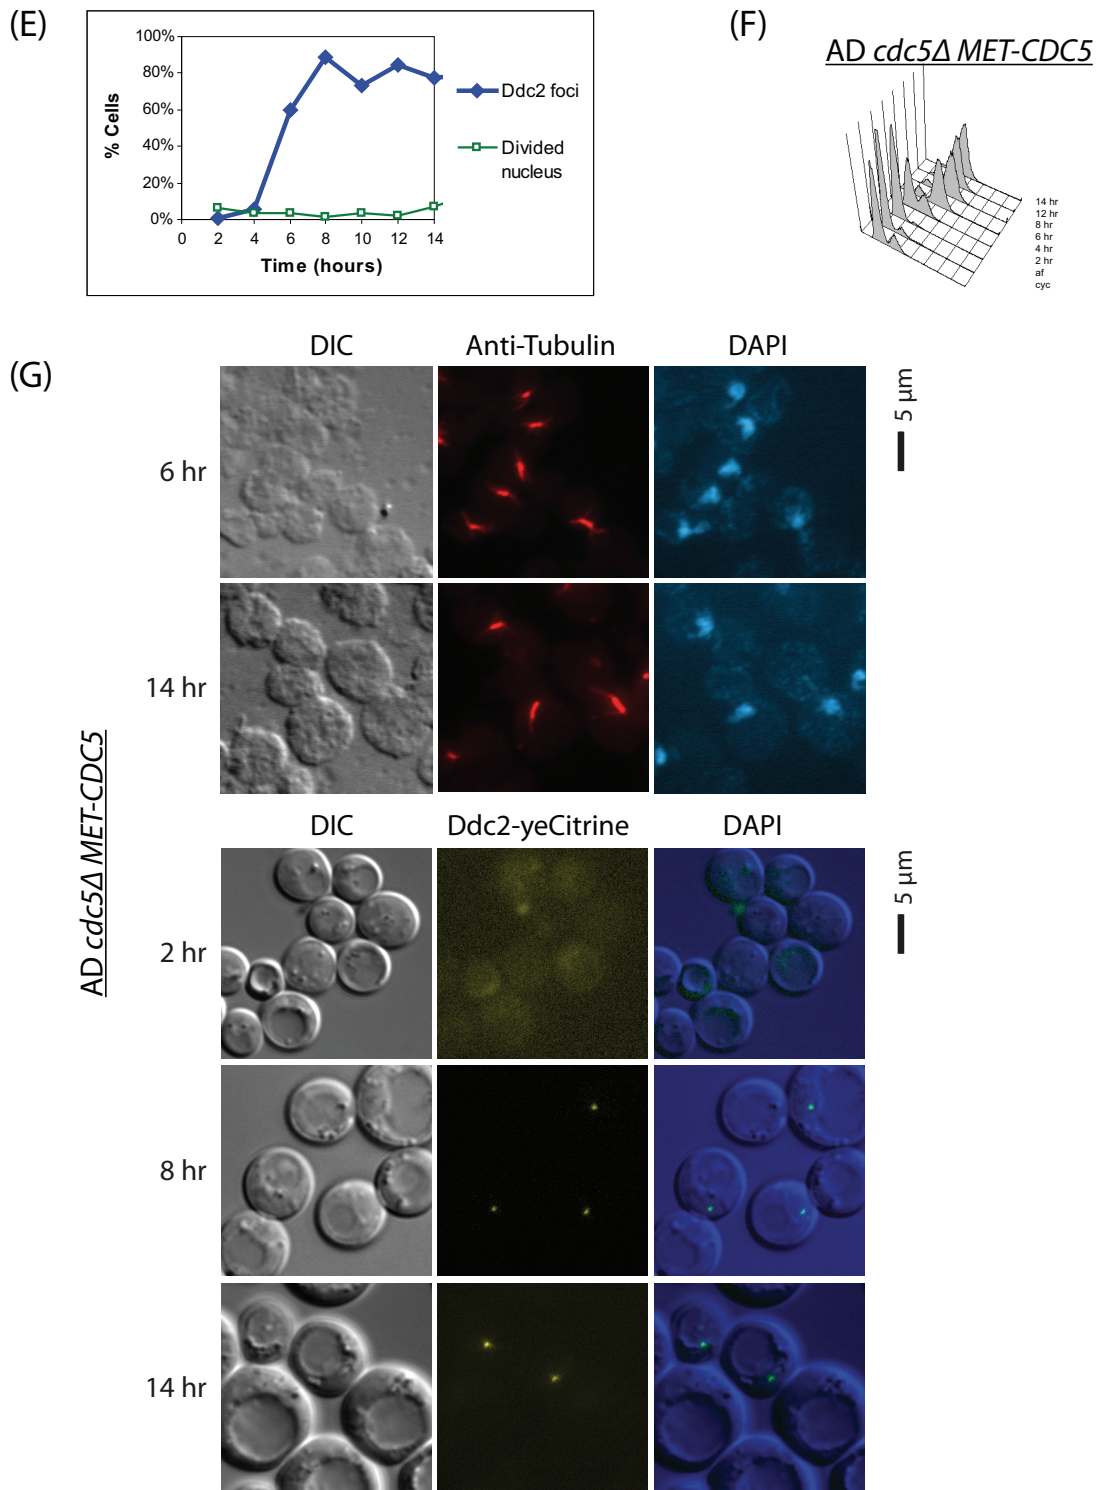 (E)
100%
80%
60%
40%
20%
0%
% Cells
0 2 4 6 8 10 12 14
Time (hours)
Ddc2 foci
Divided
nucleus
(F)
AD cdc5Δ MET-CDC5
14 hr
12 hr
8 hr
6 hr
4 hr
2 hr
af
cyc
(G)
DIC Anti-Tubulin DAPI
6 hr
5 µm
14 hr
AD cdc5Δ MET-CDC5
DIC Ddc2-yeCitrine DAPI
2 hr
5 µm
8 hr
14 hr